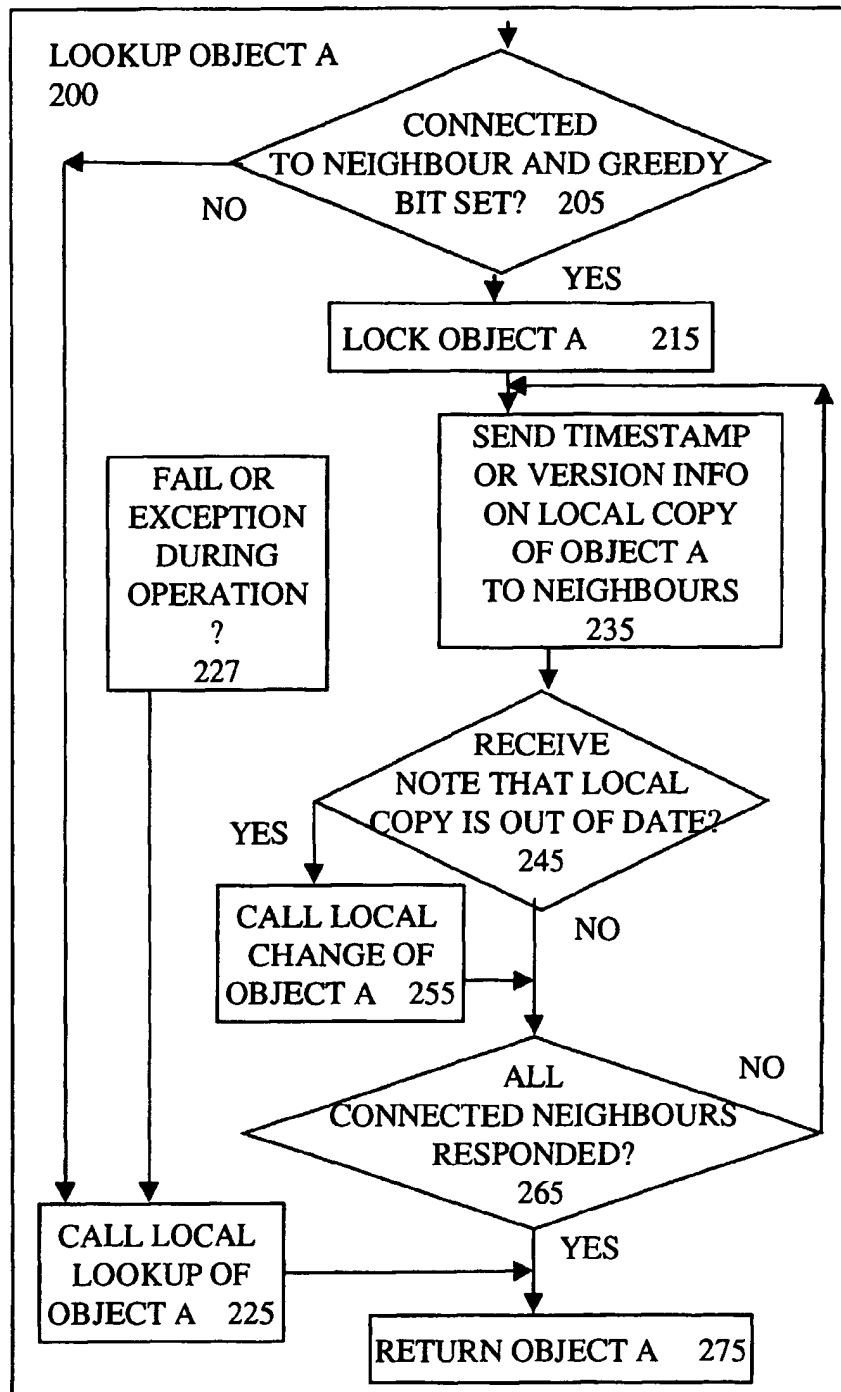 LOOKUP OBJECT A
200
CONNECTED
TO NEIGHBOUR AND GREEDY
BIT SET? 205
NO
YES
LOCK OBJECT A 215
SEND TIMESTAMP
OR VERSION INFO
ON LOCAL COPY
OF OBJECT A
TO NEIGHBOURS
235
FAIL OR
EXCEPTION
DURING
OPERATION
?
227
RECEIVE
NOTE THAT LOCAL
COPY IS OUT OF DATE?
245
YES
NO
CALL LOCAL
CHANGE OF
OBJECT A 255
ALL
CONNECTED NEIGHBOURS
RESPONDED?
265
NO
YES
CALL LOCAL
LOOKUP OF
OBJECT A 225
RETURN OBJECT A 275